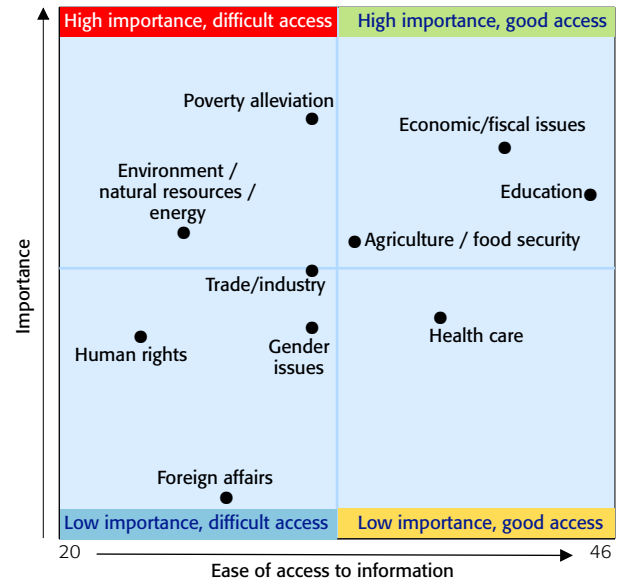 High importance, difficult access
High importance, good access
Poverty alleviation
Economic/fiscal issues
Environment /
natural resources /
energy
Education
Agriculture / food security
Importance
Trade/industry
Human rights
Gender
issues
Health care
Foreign affairs
Low importance, difficult access
Low importance, good access
20
46
Ease of access to information